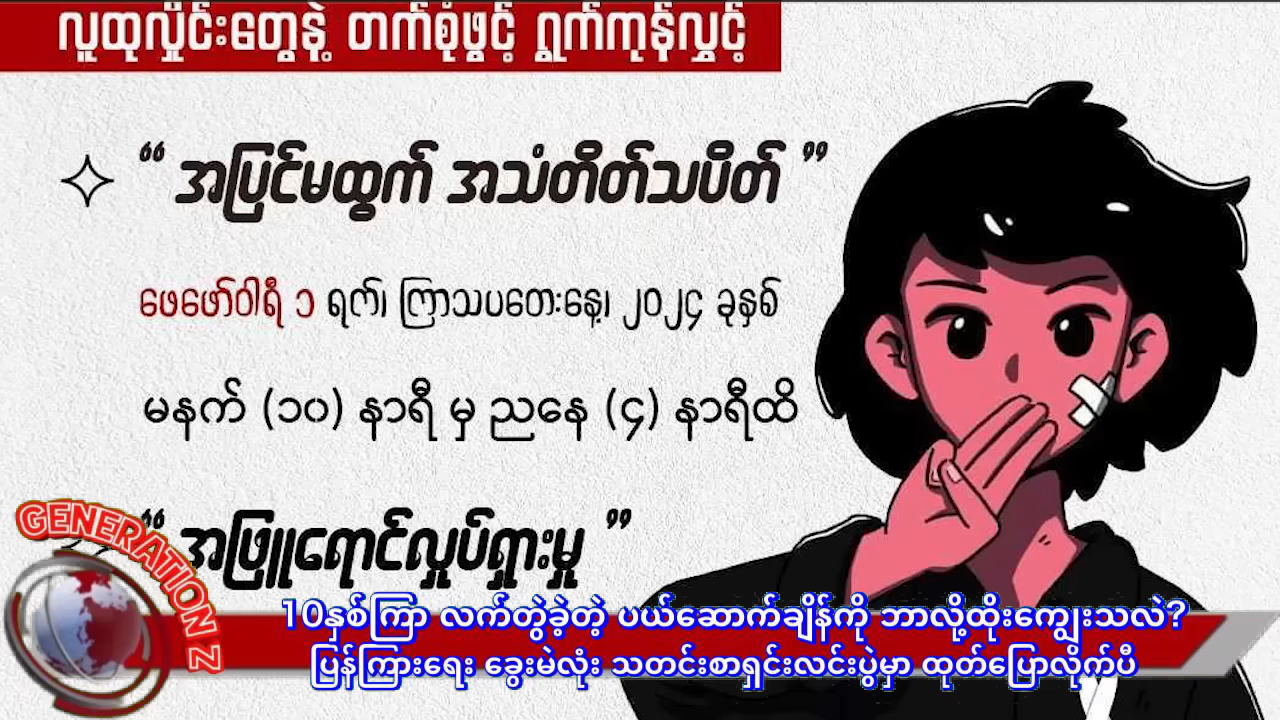 လူထုလှိုင်းတွေနဲ့ တက်စုံဖွင့် ရွက်ကုန်လွှင့်
“ အပြင်မထွက် အသံတိတ်သပိတ် ”
ဖေဖော်ဝါရီ ၁ ရက်၊ ကြာသပတေးနေ့၊ ၂၀၂၄ ခုနှစ်
မနက် (၁၀) နာရီ မှ ညနေ (၄) နာရီထိ
“ အဖြူရောင်လှုပ်ရှားမှု ”
GENERATION Z
10နှစ်ကြာ လက်တွဲခဲ့တဲ့ ပယ်ဆောက်ချိန်ကို ဘာလို့ထိုးကျွေးသလဲ?
ပြန်ကြားရေး ခွေးမဲလုံး သတင်းစာရှင်းလင်းပွဲမှာ ထုတ်ပြောလိုက်ပီ